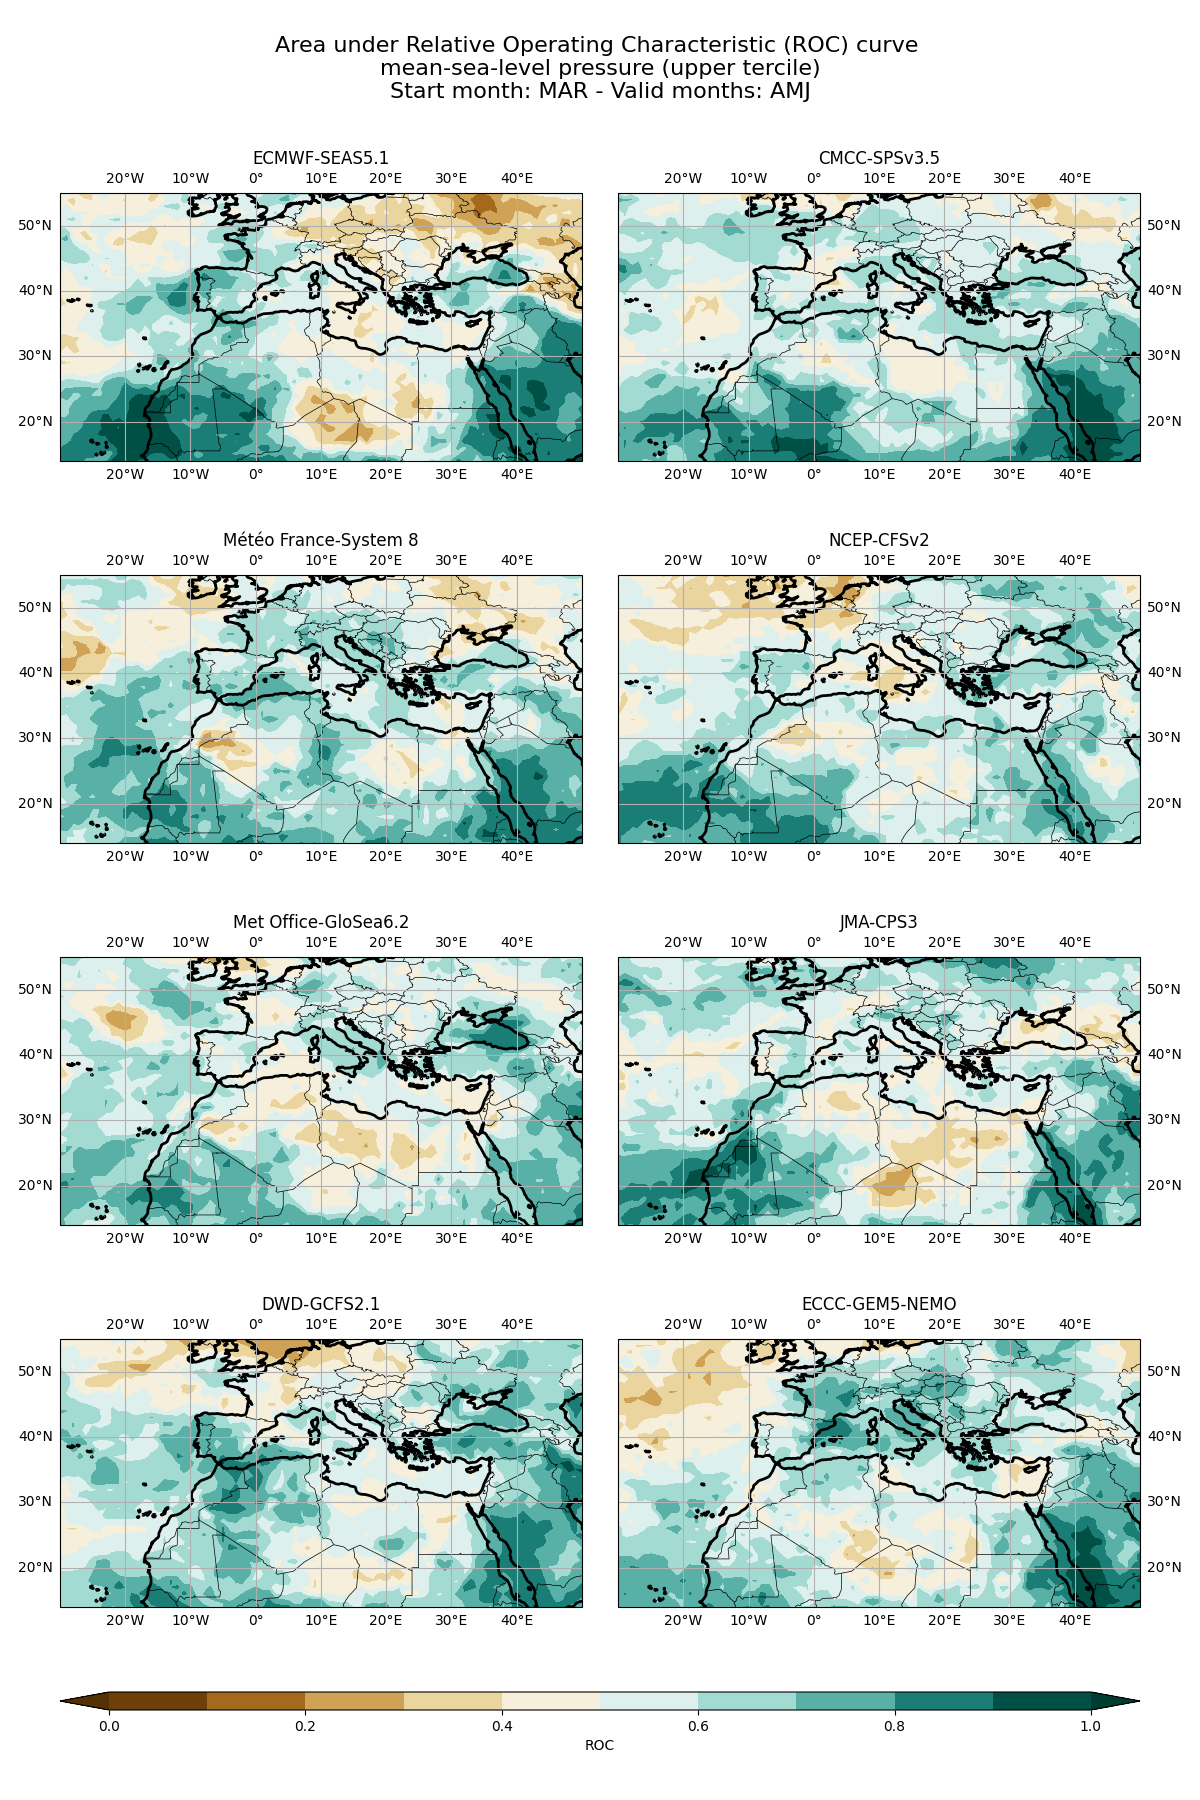 Area under Relative Operating Characteristic (ROC) curve
mean-sea-level pressure (upper tercile)
Start month: MAR - Valid months: AMJ
ECMWF-SEAS5.1
20°W 10°W 0° 10°E 20°E 30°E 40°E
50°N
40°N
30°N
20°N
20°W 10°W 0° 10°E 20°E 30°E 40°E
CMCC-SPSv3.5
20°W 10°W 0° 10°E 20°E 30°E 40°E
50°N
40°N
30°N
20°N
20°W 10°W 0° 10°E 20°E 30°E 40°E
Météo France-System 8
20°W 10°W 0° 10°E 20°E 30°E 40°E
50°N
40°N
30°N
20°N
20°W 10°W 0° 10°E 20°E 30°E 40°E
NCEP-CFSv2
20°W 10°W 0° 10°E 20°E 30°E 40°E
50°N
40°N
30°N
20°N
20°W 10°W 0° 10°E 20°E 30°E 40°E
Met Office-GloSea6.2
20°W 10°W 0° 10°E 20°E 30°E 40°E
50°N
40°N
30°N
20°N
20°W 10°W 0° 10°E 20°E 30°E 40°E
JMA-CPS3
20°W 10°W 0° 10°E 20°E 30°E 40°E
50°N
40°N
30°N
20°N
20°W 10°W 0° 10°E 20°E 30°E 40°E
DWD-GCFS2.1
20°W 10°W 0° 10°E 20°E 30°E 40°E
50°N
40°N
30°N
20°N
20°W 10°W 0° 10°E 20°E 30°E 40°E
ECCC-GEM5-NEMO
20°W 10°W 0° 10°E 20°E 30°E 40°E
50°N
40°N
30°N
20°N
20°W 10°W 0° 10°E 20°E 30°E 40°E
0.0 0.2 0.4 0.6 0.8 1.0
ROC